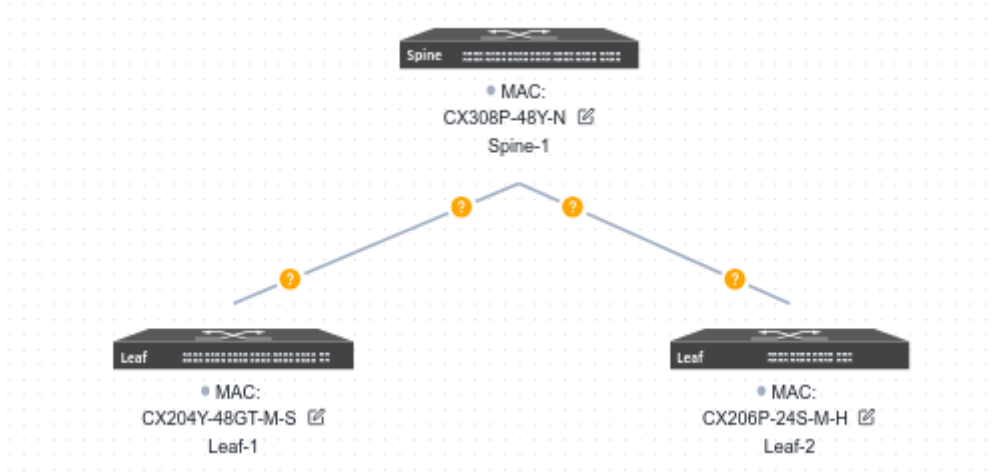 Spine
MAC:
CX308P-48Y-N
Spine-1
?
?
?
?
Leaf
Leaf
MAC:
MAC:
CX204Y-48GT-M-S
CX206P-24S-M-H
Leaf-1
Leaf-2